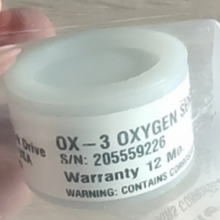 OX-3 OXYGEN
Drive
S/N: 205559226
Warranty 12 Mo.
WARNING: CONTAINS